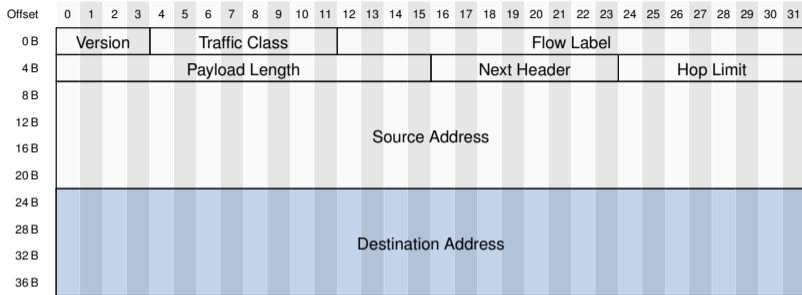 Offset 0 1 2 3 4 5 6 7 8 9 10 11 12 13 14 15 16 17 18 19 20 21 22 23 24 25 26 27 28 29 30 31
0 B Version Traffic Class Flow Label
4 B Payload Length Next Header Hop Limit
8 B
12 B
Source Address
16 B
20 B
24 B
28 B
Destination Address
32 B
36 B